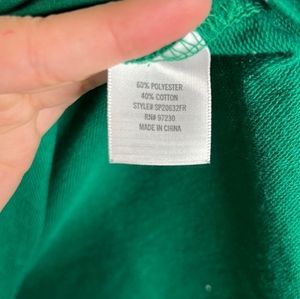 60% POLYESTER
40% COTTON
STYLE# SP20632FR
RN# 97230
MADE IN CHINA